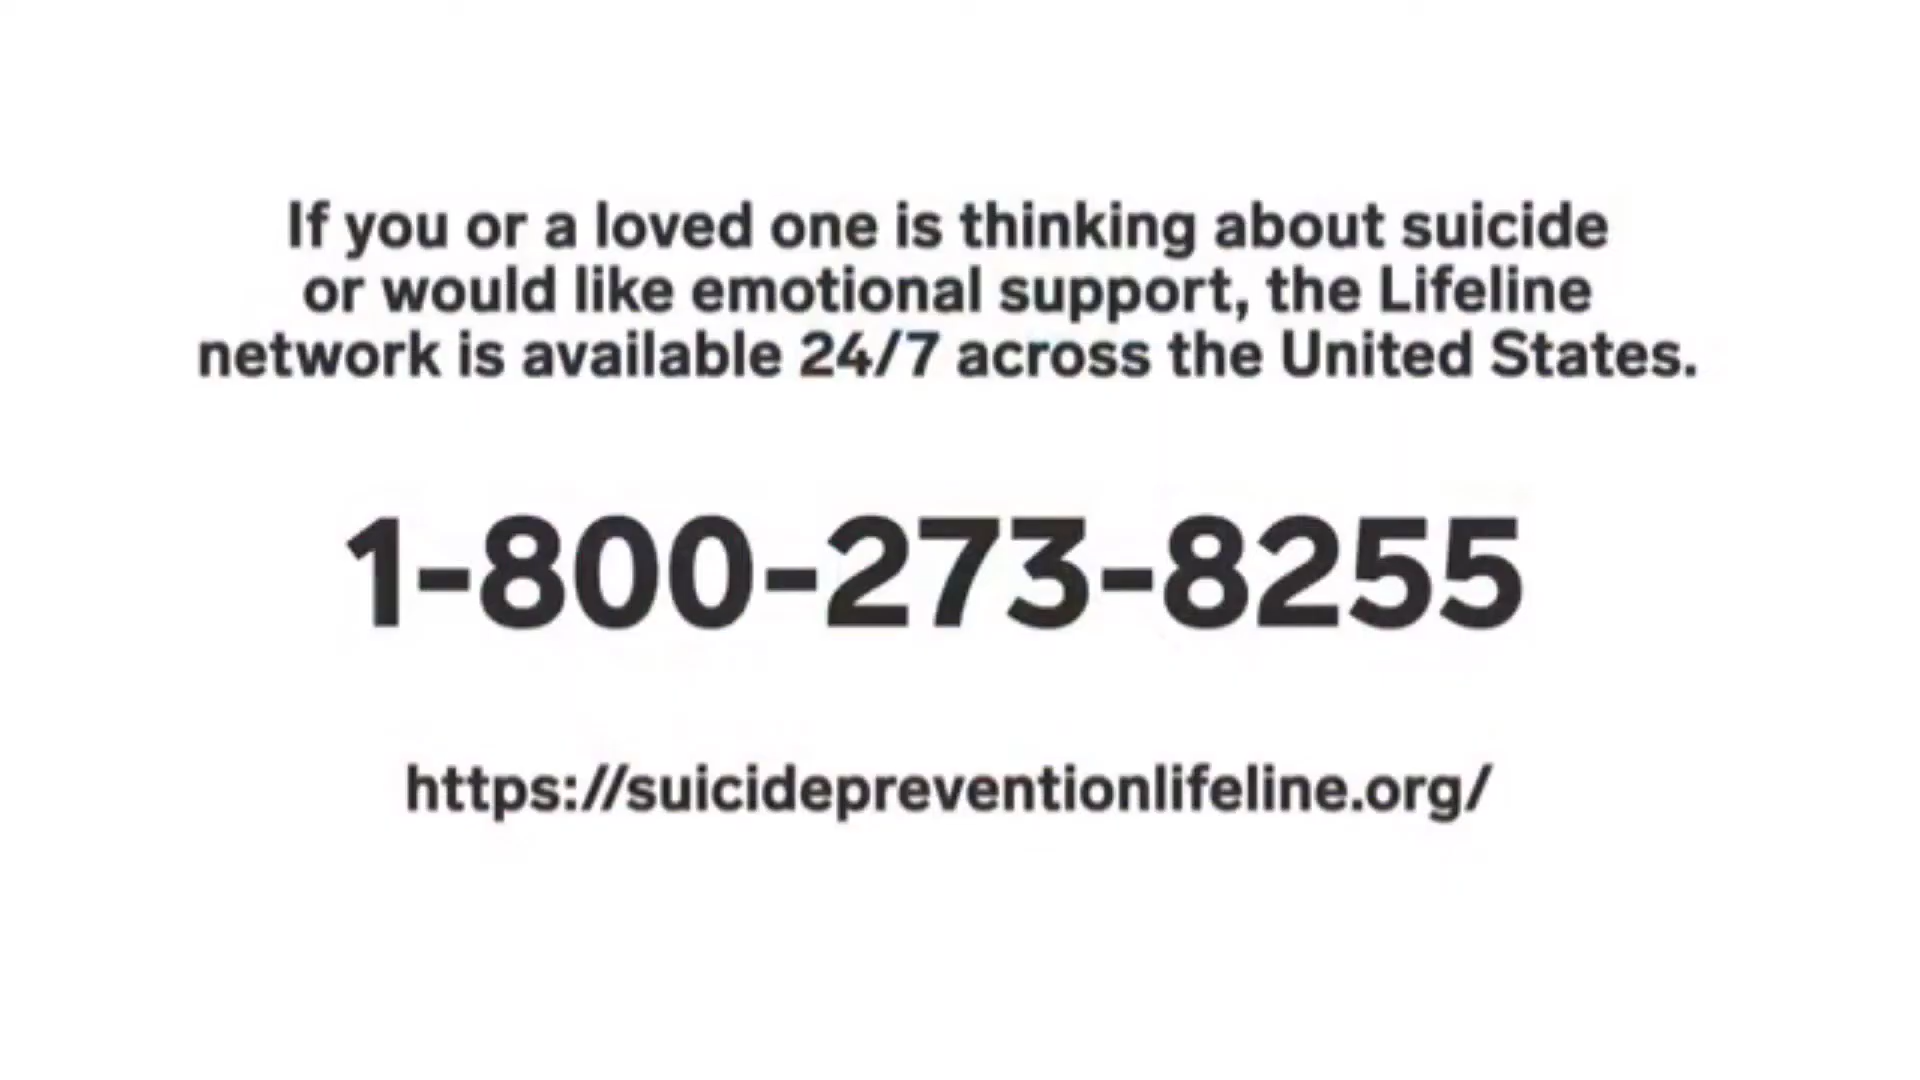 If you or a loved one is thinking about suicide
or would like emotional support, the Lifeline
network is available 24/7 across the United States.
1-800-273-8255
https://suicidepreventionlifeline.org/